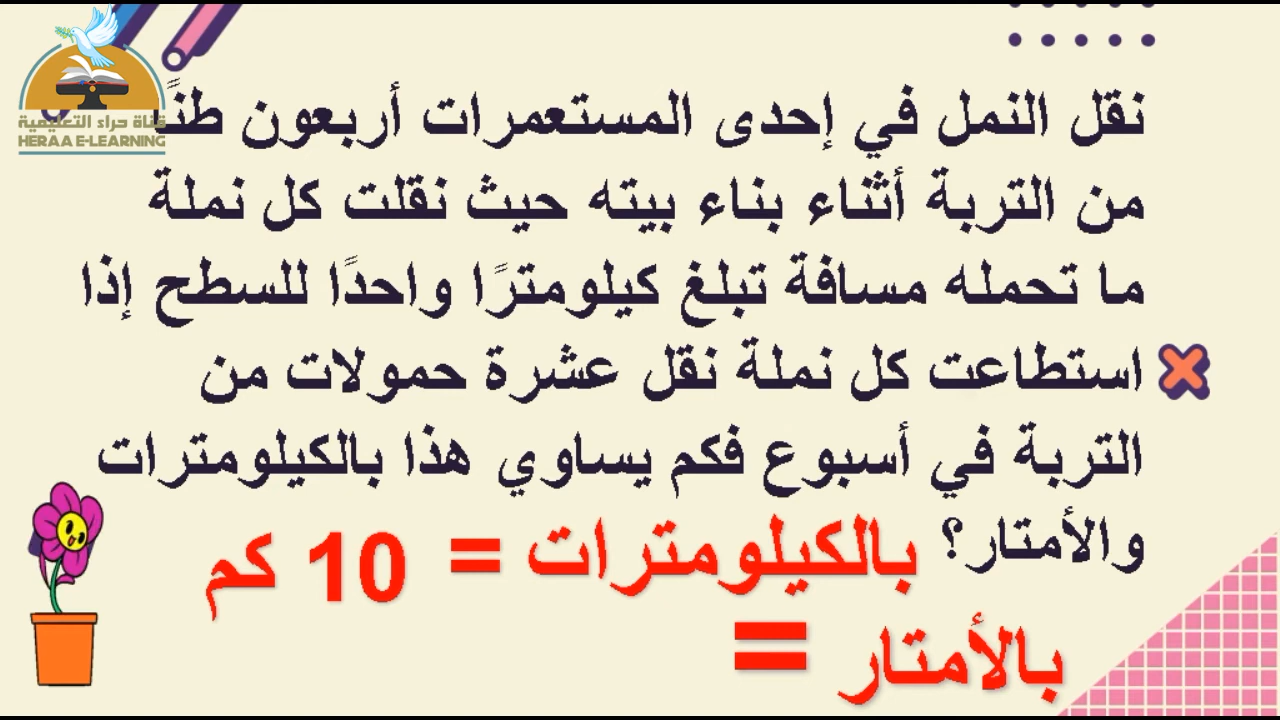 قناة حراء التعليمية
HERAA E-LEARNING
نقل النمل في إحدى المستعمرات أربعون طنًا
من التربة أثناء بناء بيته حيث نقلت كل نملة
ما تحمله مسافة تبلغ كيلومترًا واحدًا للسطح إذا
استطاعت كل نملة نقل عشرة حمولات من
التربة في أسبوع فكم يساوي هذا بالكيلومترات
والأمتار؟ بالكيلومترات = 10 كم
بالأمتار =